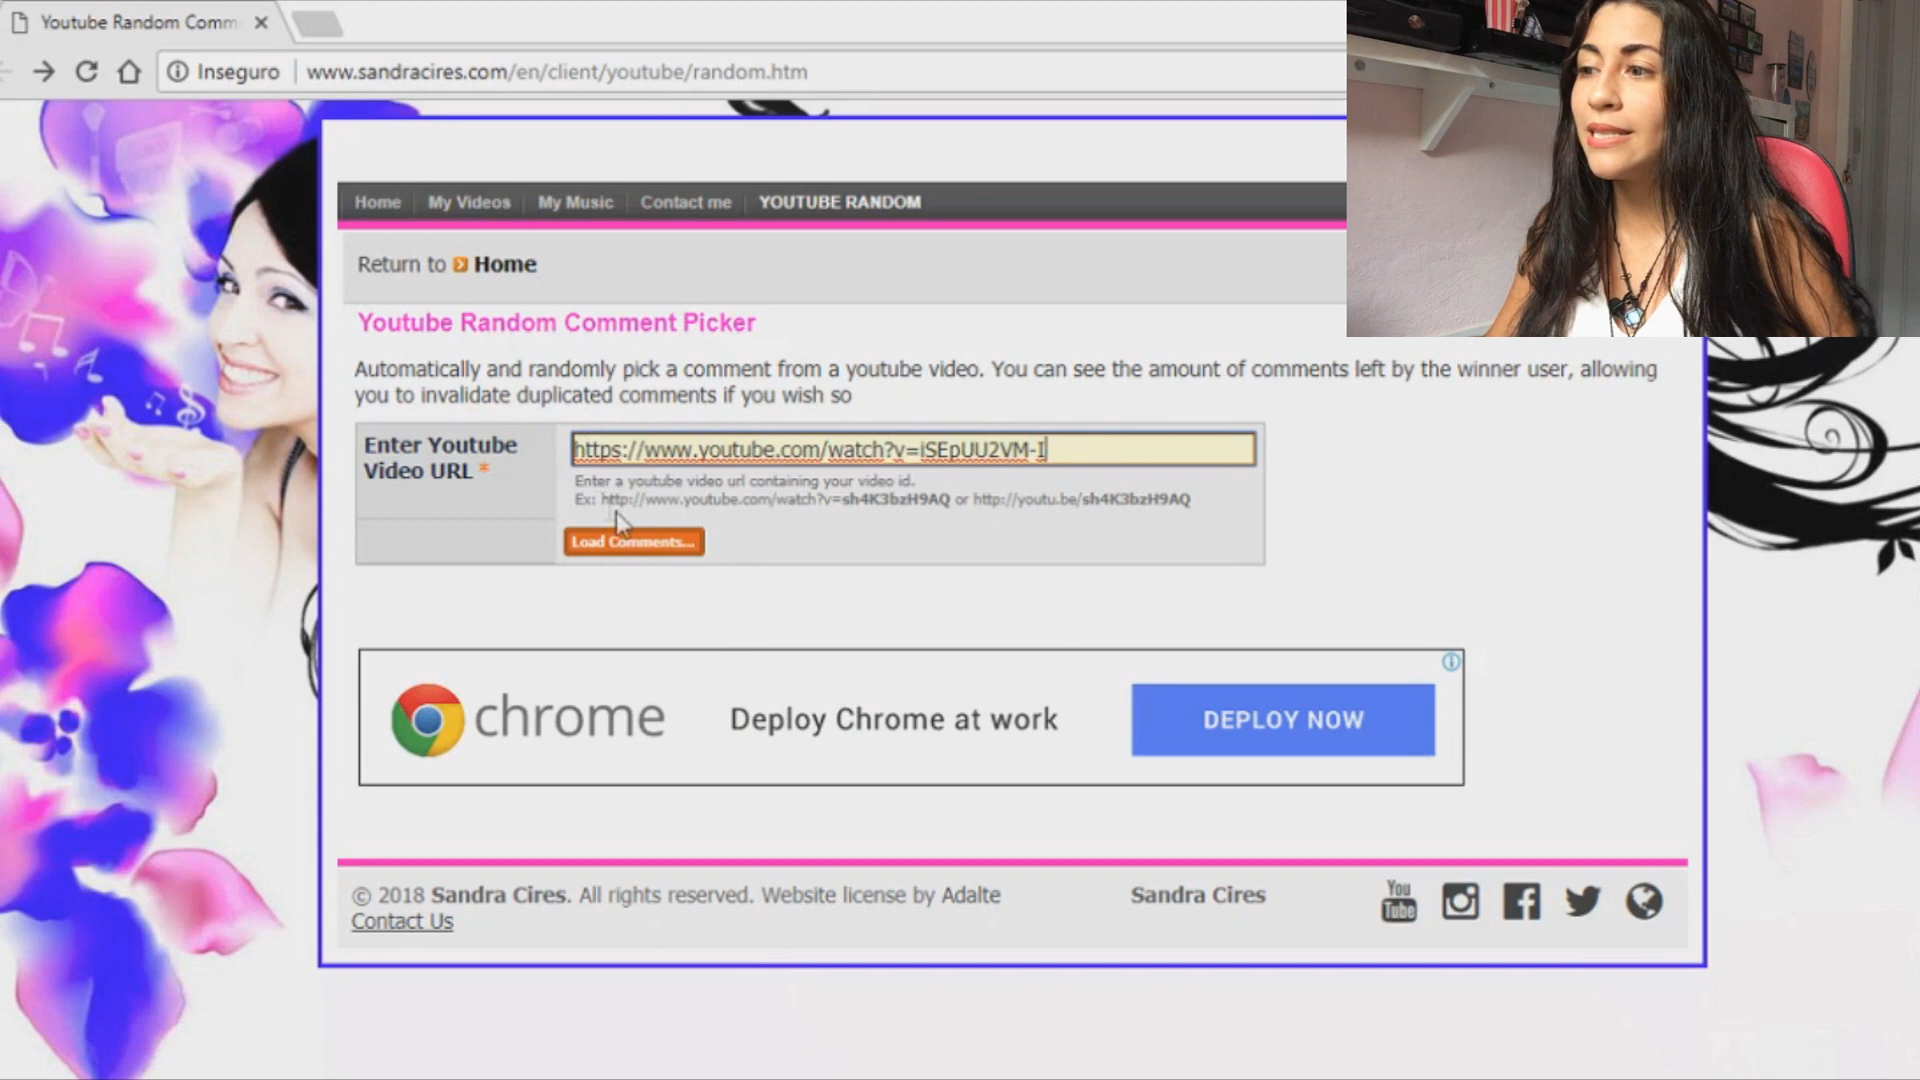 Youtube Random Comm
Inseguro
www.sandracires.com/en/client/youtube/random.htm
Home
My Videos
My Music
Contact me
YOUTUBE RANDOM
Return to Home
Youtube Random Comment Picker
Automatically and randomly pick a comment from a youtube video. You can see the amount of comments left by the winner user, allowing
you to invalidate duplicated comments if you wish so
Enter Youtube
Video URL *
https://www.youtube.com/watch?v=iSEpUU2VM-I
Enter a youtube video url containing your video id.
Ex: http://www.youtube.com/watch?v=sh4K3bzH9AQ or http://youtu.be/sh4K3bzH9AQ
Load Comments...
chrome
Deploy Chrome at work
DEPLOY NOW
© 2018 Sandra Cires. All rights reserved. Website license by Adalte
Contact Us
Sandra Cires
You
Tube